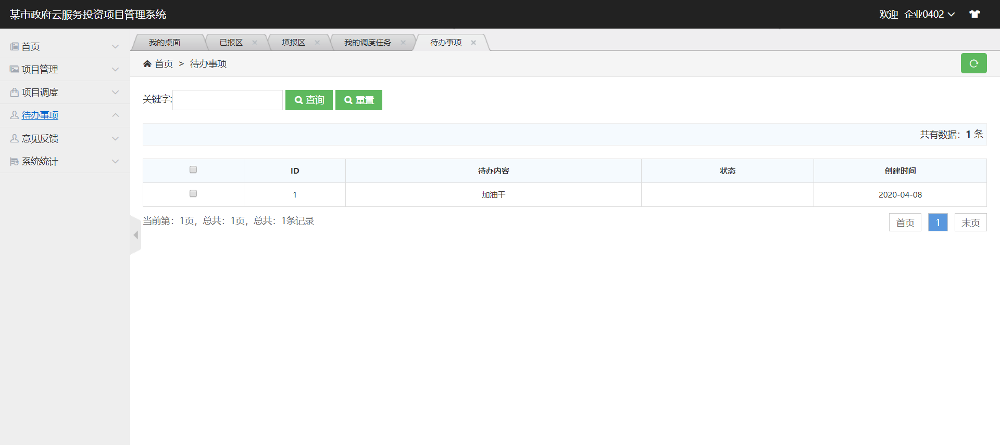 某市政府云服务投资项目管理系统
欢迎 企业0402
首页
项目管理
项目调度
待办事项
意见反馈
系统统计
我的桌面 已报区 填报区 我的调度任务 待办事项
首页 > 待办事项
关键字: 查询 重置
共有数据：1 条
ID 待办内容 状态 创建时间
1 加油干 2020-04-08
当前第：1页，总共：1页，总共：1条记录
首页 1 末页